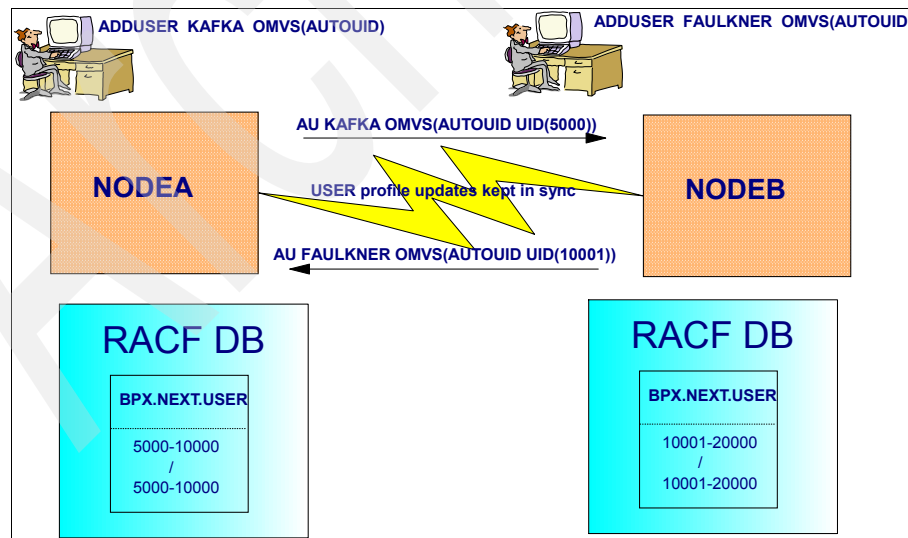 ADDUSER KAFKA OMVS(AUTOUID)
ADDUSER FAULKNER OMVS(AUTOUID
AU KAFKA OMVS(AUTOUID UID(5000))
NODEA
USER profile updates kept in sync
NODEB
AU FAULKNER OMVS(AUTOUID UID(10001))
RACF DB
BPX.NEXT.USER
5000-10000
/
5000-10000
RACF DB
BPX.NEXT.USER
10001-20000
/
10001-20000